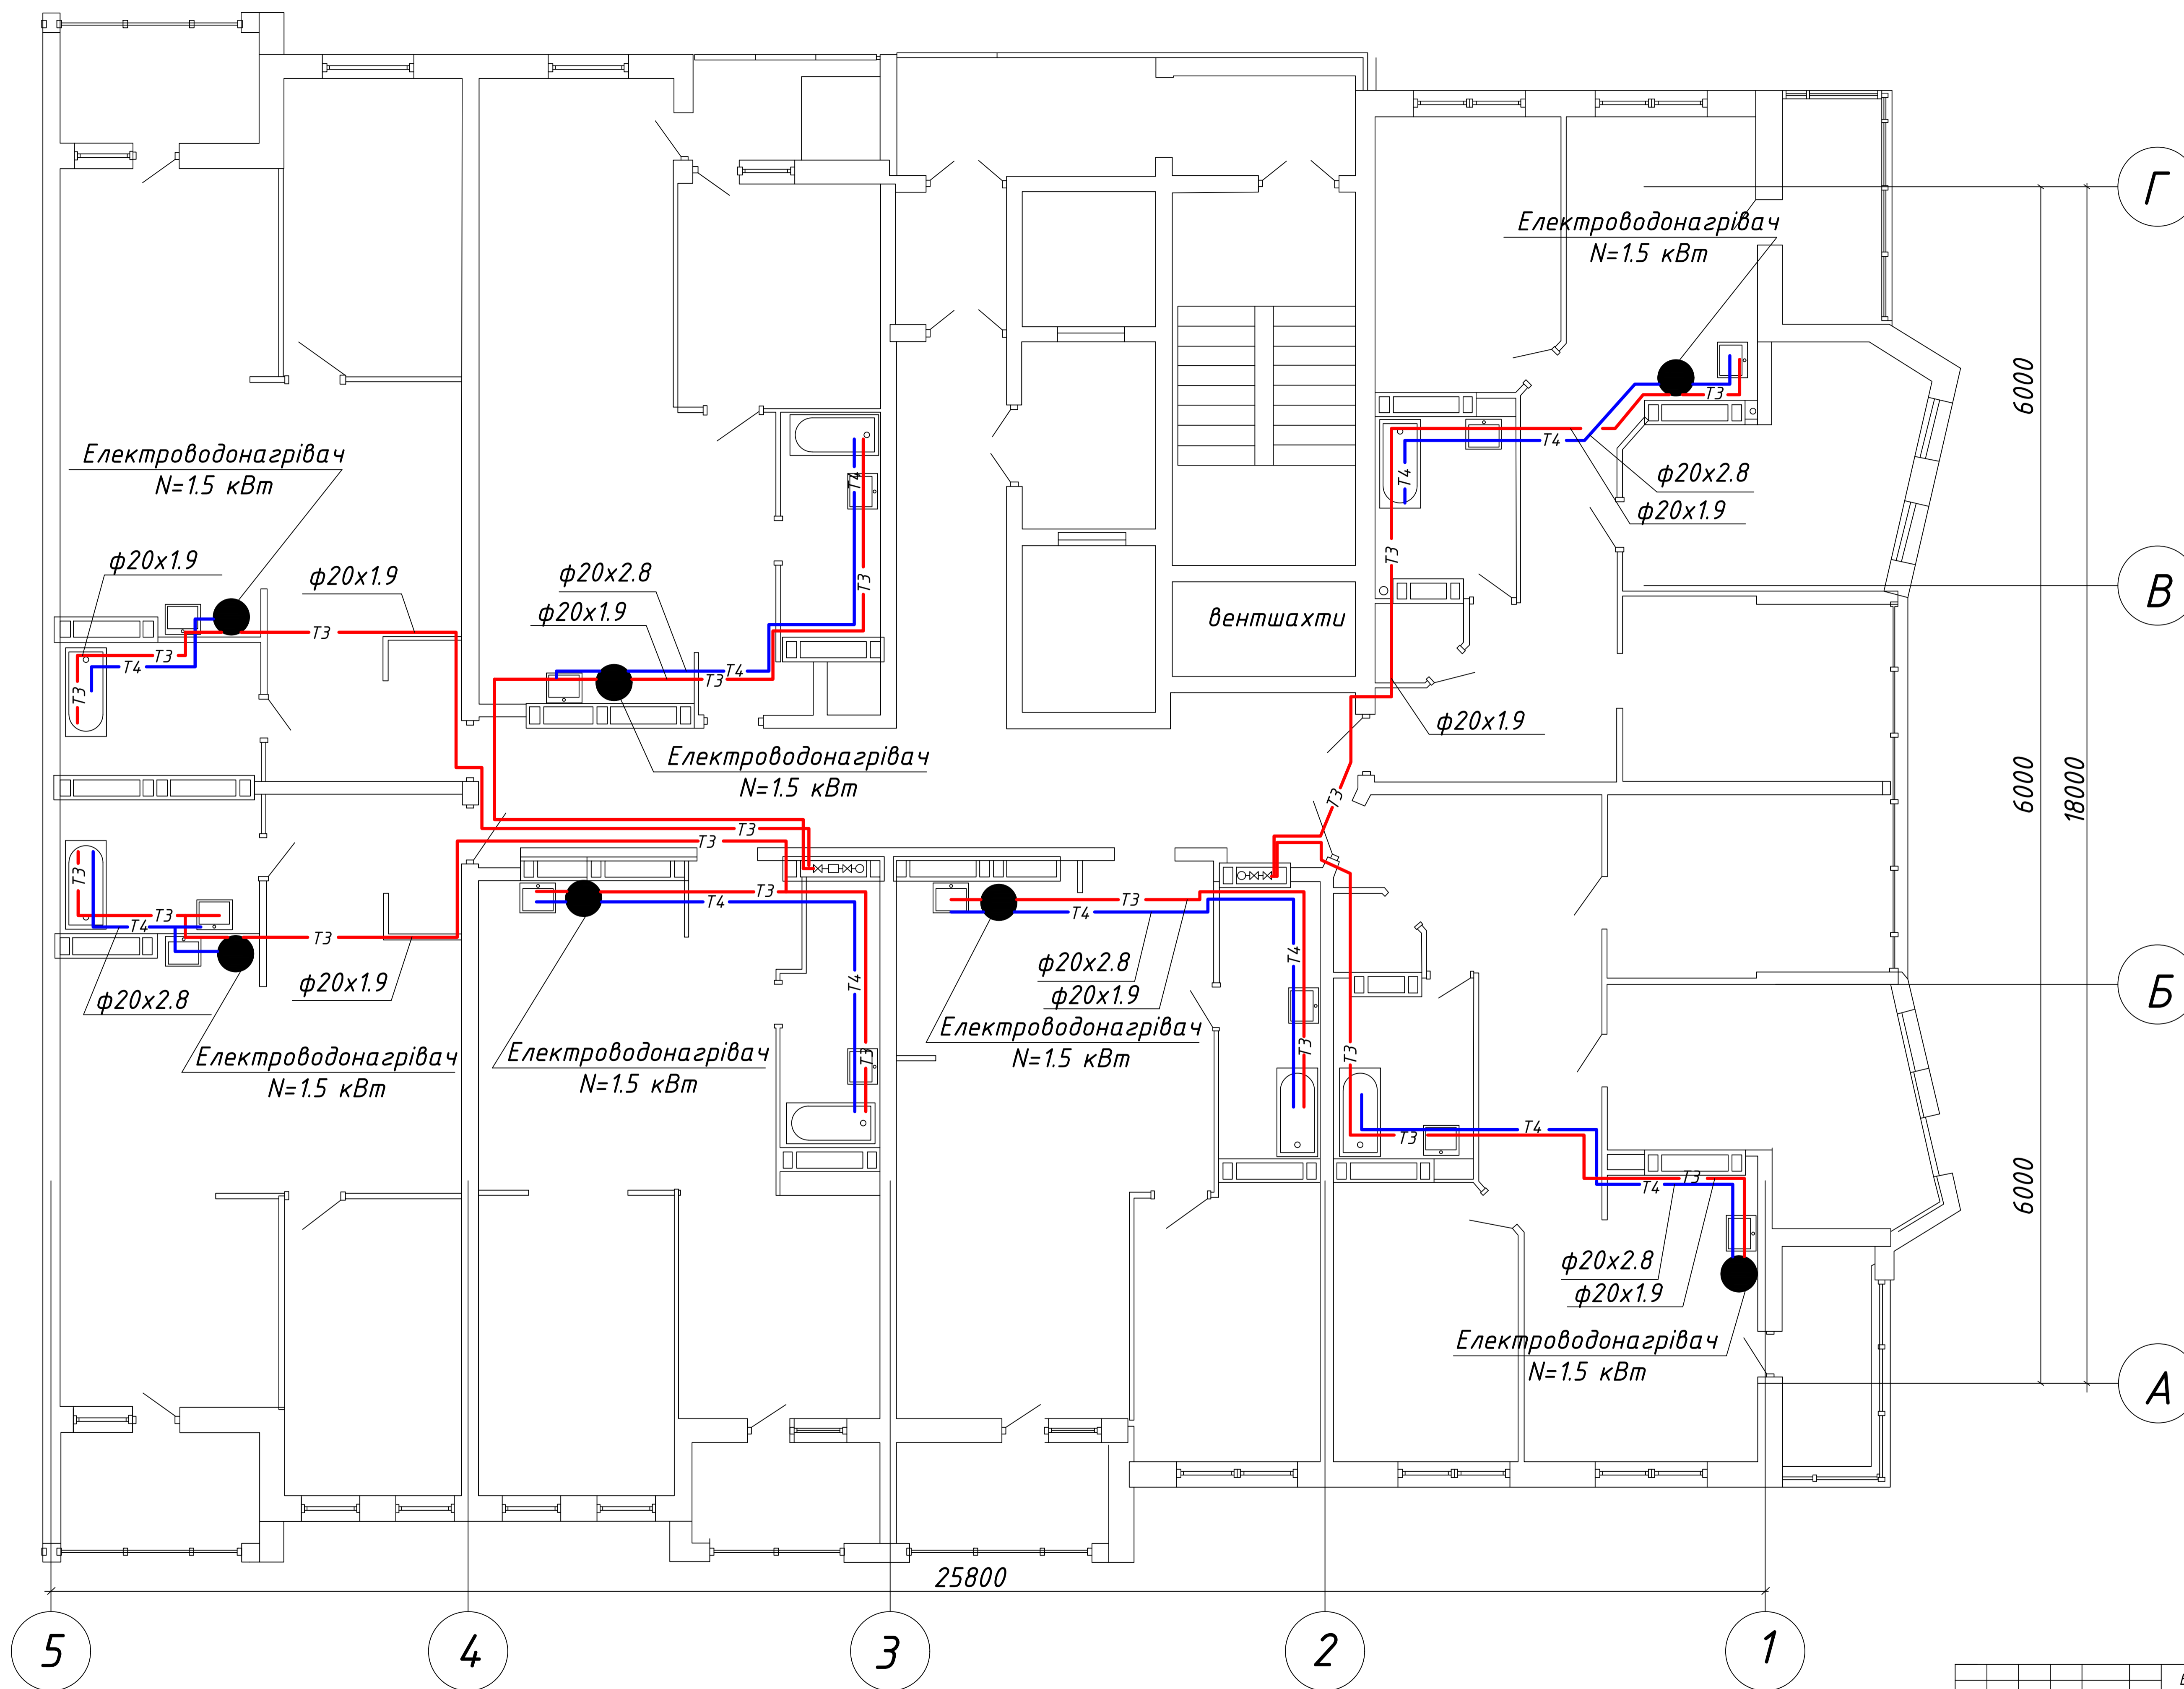 Г
Електроводонагрівач
N=1.5 кВт
6000
Т3
Електроводонагрівач
N=1.5 кВт
Т4
Т4
Т4
ф20х2.8
ф20х1.9
ф20х1.9
ф20х1.9
ф20х2.8
ф20х1.9
Т3
Т3
В
вентшахти
Т3
Т3
Т4
Т3
Т4
Т3
ф20х1.9
Електроводонагрівач
N=1.5 кВт
6000
18000
Т3
Т3
Т3
Т3
Т3
Т4
Т3
Т4
Т3
Т3
Т4
Т3
Т4
ф20х2.8
ф20х1.9
ф20х2.8
ф20х1.9
Т4
Т4
Б
Електроводонагрівач
N=1.5 кВт
Електроводонагрівач
N=1.5 кВт
Електроводонагрівач
N=1.5 кВт
Т3
Т3
Т3
Т3
Т4
Т3
Т4
6000
ф20х2.8
ф20х1.9
Електроводонагрівач
N=1.5 кВт
А
25800
5
4
3
2
1